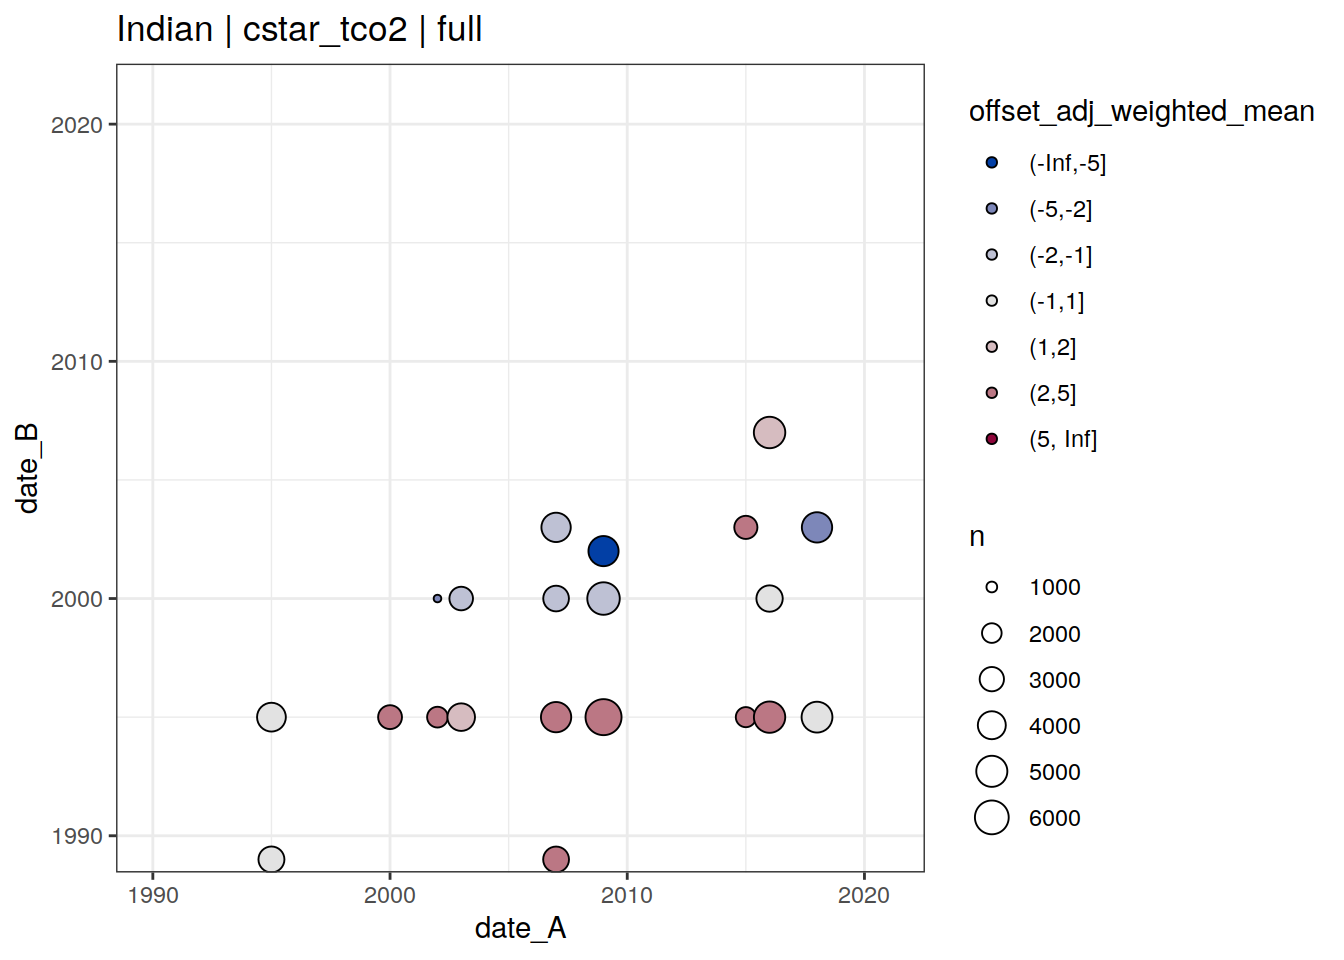 Indian | cstar_tco2 | full
2020
2010
2000
1990
date_B
1990
2000
2010
2020
date_A
offset_adj_weighted_mean
(-Inf,-5]
(-5,-2]
(-2,-1]
(-1,1]
(1,2]
(2,5]
(5, Inf]
n
1000
2000
3000
4000
5000
6000